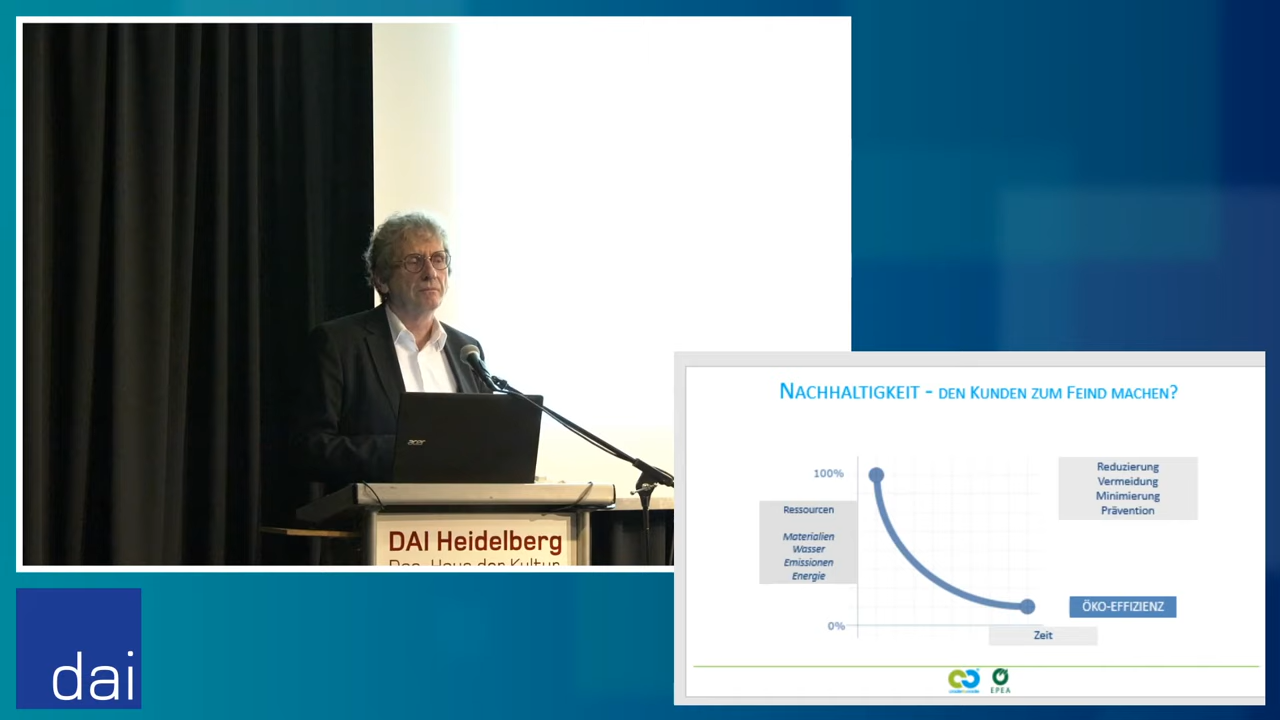 acer
DAI Heidelberg
Das Haus der Kultur
dai
NACHHALTIGKEIT - DEN KUNDEN ZUM FEIND MACHEN?
100%
Ressourcen
Materialien
Wasser
Emissionen
Energie
0%
Reduzierung
Vermeidung
Minimierung
Prävention
ÖKO-EFFIZIENZ
Zeit
EPEA